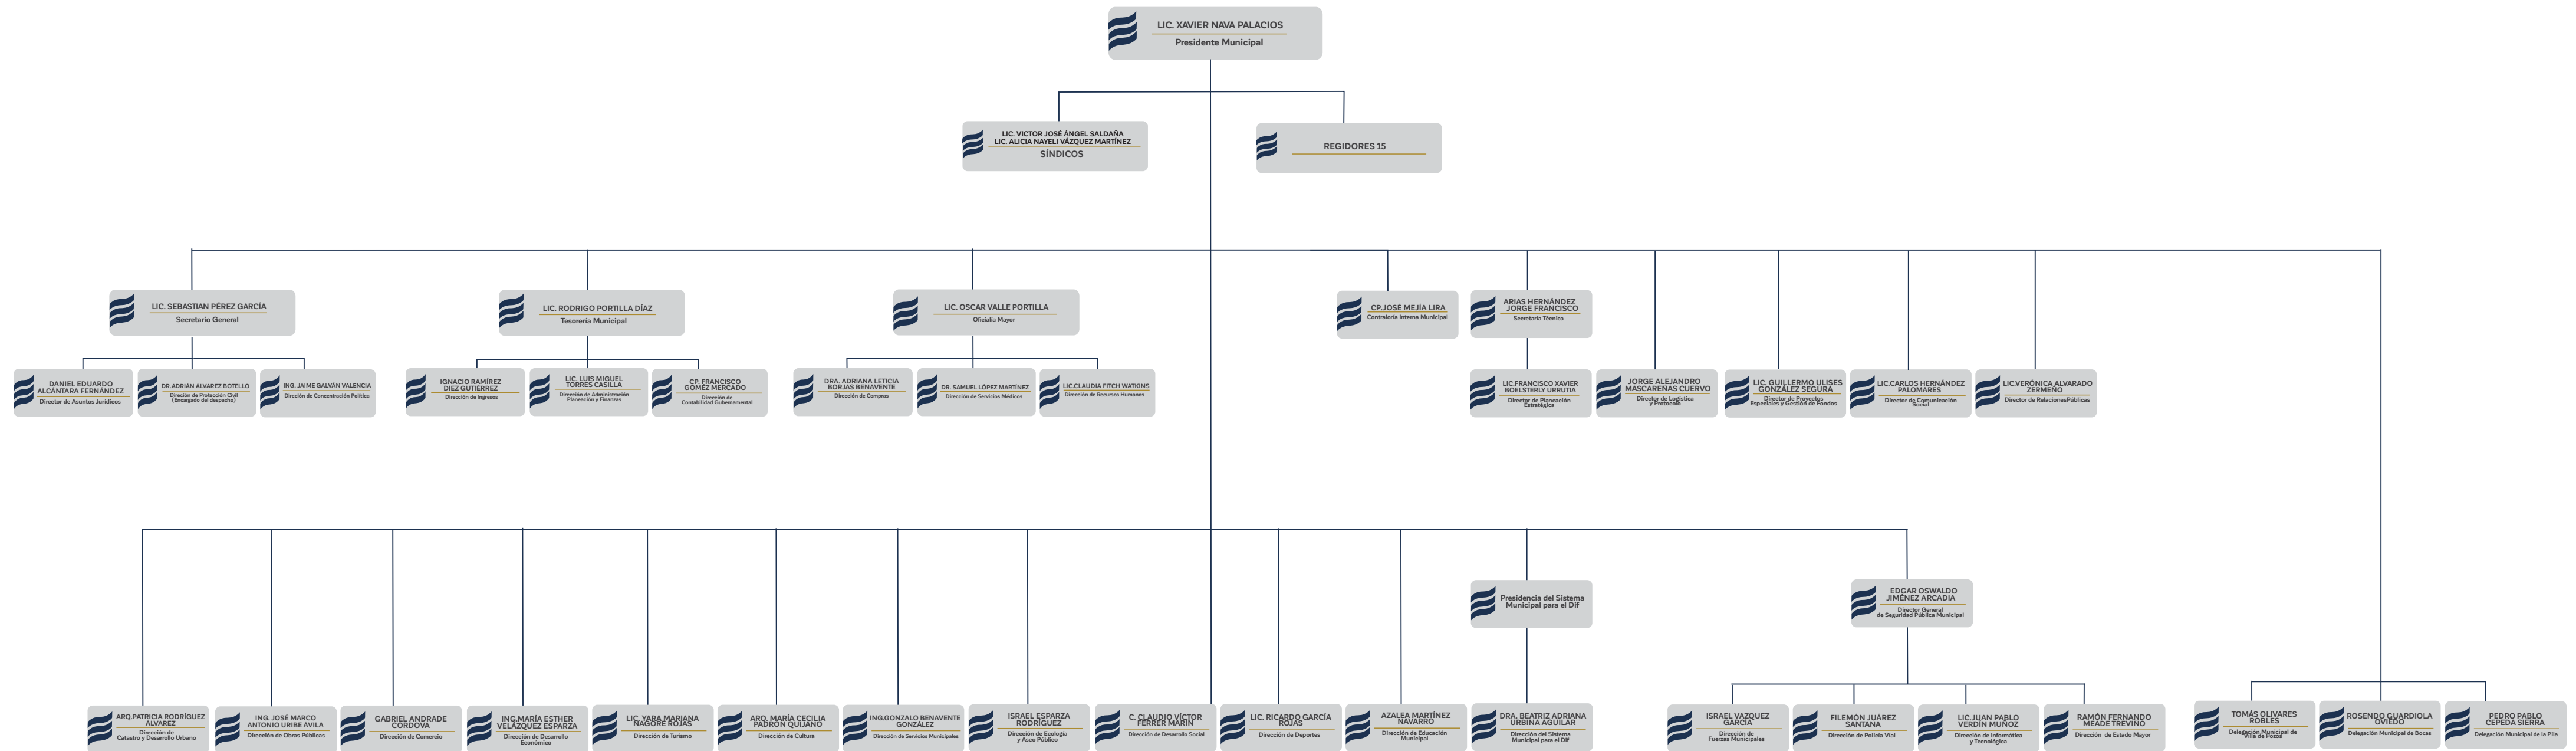 LIC. XAVIER NAVA PALACIOS
Presidente Municipal
LIC. VICTOR JOSÉ ÁNGEL SALDAÑA
LIC. ALICIA NAYELI VÁZQUEZ MARTÍNEZ
SÍNDICOS
REGIDORES 15
LIC. SEBASTIAN PÉREZ GARCÍA
Secretario General
LIC. RODRIGO PORTILLA DÍAZ
Tesorería Municipal
LIC. OSCAR VALLE PORTILLA
Oficialía Mayor
CP.JOSÉ MEJÍA LIRA
Contraloría Interna Municipal
ARIAS HERNÁNDEZ
JORGE FRANCISCO
Secretaría Técnica
DANIEL EDUARDO
ALCÁNTARA FERNÁNDEZ
Director de Asuntos Jurídicos
DR.ADRIÁN ÁLVAREZ BOTELLO
Direción de Protección Civil
(Encargado del despacho)
ING. JAIME GALVÁN VALENCIA
Dirección de Concentración Política
IGNACIO RAMÍREZ
DIEZ GUTIÉRREZ
Dirección de Ingresos
LIC. LUIS MIGUEL
TORRES CASILLA
Dirección de Administración
Planeación y Finanzas
CP. FRANCISCO
GÓMEZ MERCADO
Dirección de
Contabilidad Gubernamental
DRA. ADRIANA LETICIA
BORJAS BENAVENTE
Dirección de Compras
DR. SAMUEL LÓPEZ MARTÍNEZ
Dirección de Servicios Médicos
LIC.CLAUDIA FITCH WATKINS
Dirección de Recursos Humanos
LIC.FRANCISCO XAVIER
BOELSTERLY URRUTIA
Director de Planeación
Estratégica
JORGE ALEJANDRO
MASCAREÑAS CUERVO
Director de Logística
y Protocolo
LIC. GUILLERMO ULISES
GONZÁLEZ SEGURA
Director de Proyectos
Especiales y Gestión de Fondos
LIC.CARLOS HERNÁNDEZ
PALOMARES
Director de Comunicación
Social
LIC.VERÓNICA ALVARADO
ZERMEÑO
Director de RelacionesPúblicas
Presidencia del Sistema
Municipal para el Dif
EDGAR OSWALDO
JIMÉNEZ ARCADIA
Director General
de Seguridad Pública Municipal
ARQ.PATRICIA RODRÍGUEZ
ÁLVAREZ
Dirección de
Catastro y Desarrollo Urbano
ING. JOSÉ MARCO
ANTONIO URIBE ÁVILA
Dirección de Obras Públicas
GABRIEL ANDRADE
CÓRDOVA
Dirección de Comercio
ING.MARÍA ESTHER
VELÁZQUEZ ESPARZA
Dirección de Desarrollo
Económico
LIC. YARA MARIANA
NAGORE ROJAS
Dirección de Turismo
ARQ. MARÍA CECILIA
PADRÓN QUIJANO
Dirección de Cultura
ING.GONZALO BENAVENTE
GONZÁLEZ
Dirección de Servicios Municipales
ISRAEL ESPARZA
RODRÍGUEZ
Dirección de Ecología
y Aseo Público
C. CLAUDIO VÍCTOR
FERRER MARÍN
Dirección de Desarrollo Social
LIC. RICARDO GARCÍA
ROJAS
Dirección de Deportes
AZALEA MARTÍNEZ
NAVARRO
Dirección de Educación
Municipal
DRA. BEATRIZ ADRIANA
URBINA AGUILAR
Dirección del Sistema
Municipal para el Dif
ISRAEL VAZQUEZ
GARCÍA
Dirección de
Fuerzas Municipales
FILEMÓN JUÁREZ
SANTANA
Dirección de Policía Vial
LIC.JUAN PABLO
VERDÍN MUÑOZ
Dirección de Informática
y Tecnológica
RAMÓN FERNANDO
MEADE TREVIÑO
Dirección de Estado Mayor
TOMÁS OLIVARES
ROBLES
Delegación Municipal de
Villa de Pozos
ROSENDO GUARDIOLA
OVIEDO
Delegación Municipal de Bocas
PEDRO PABLO
CEPEDA SIERRA
Delegación Municipal de la Pila